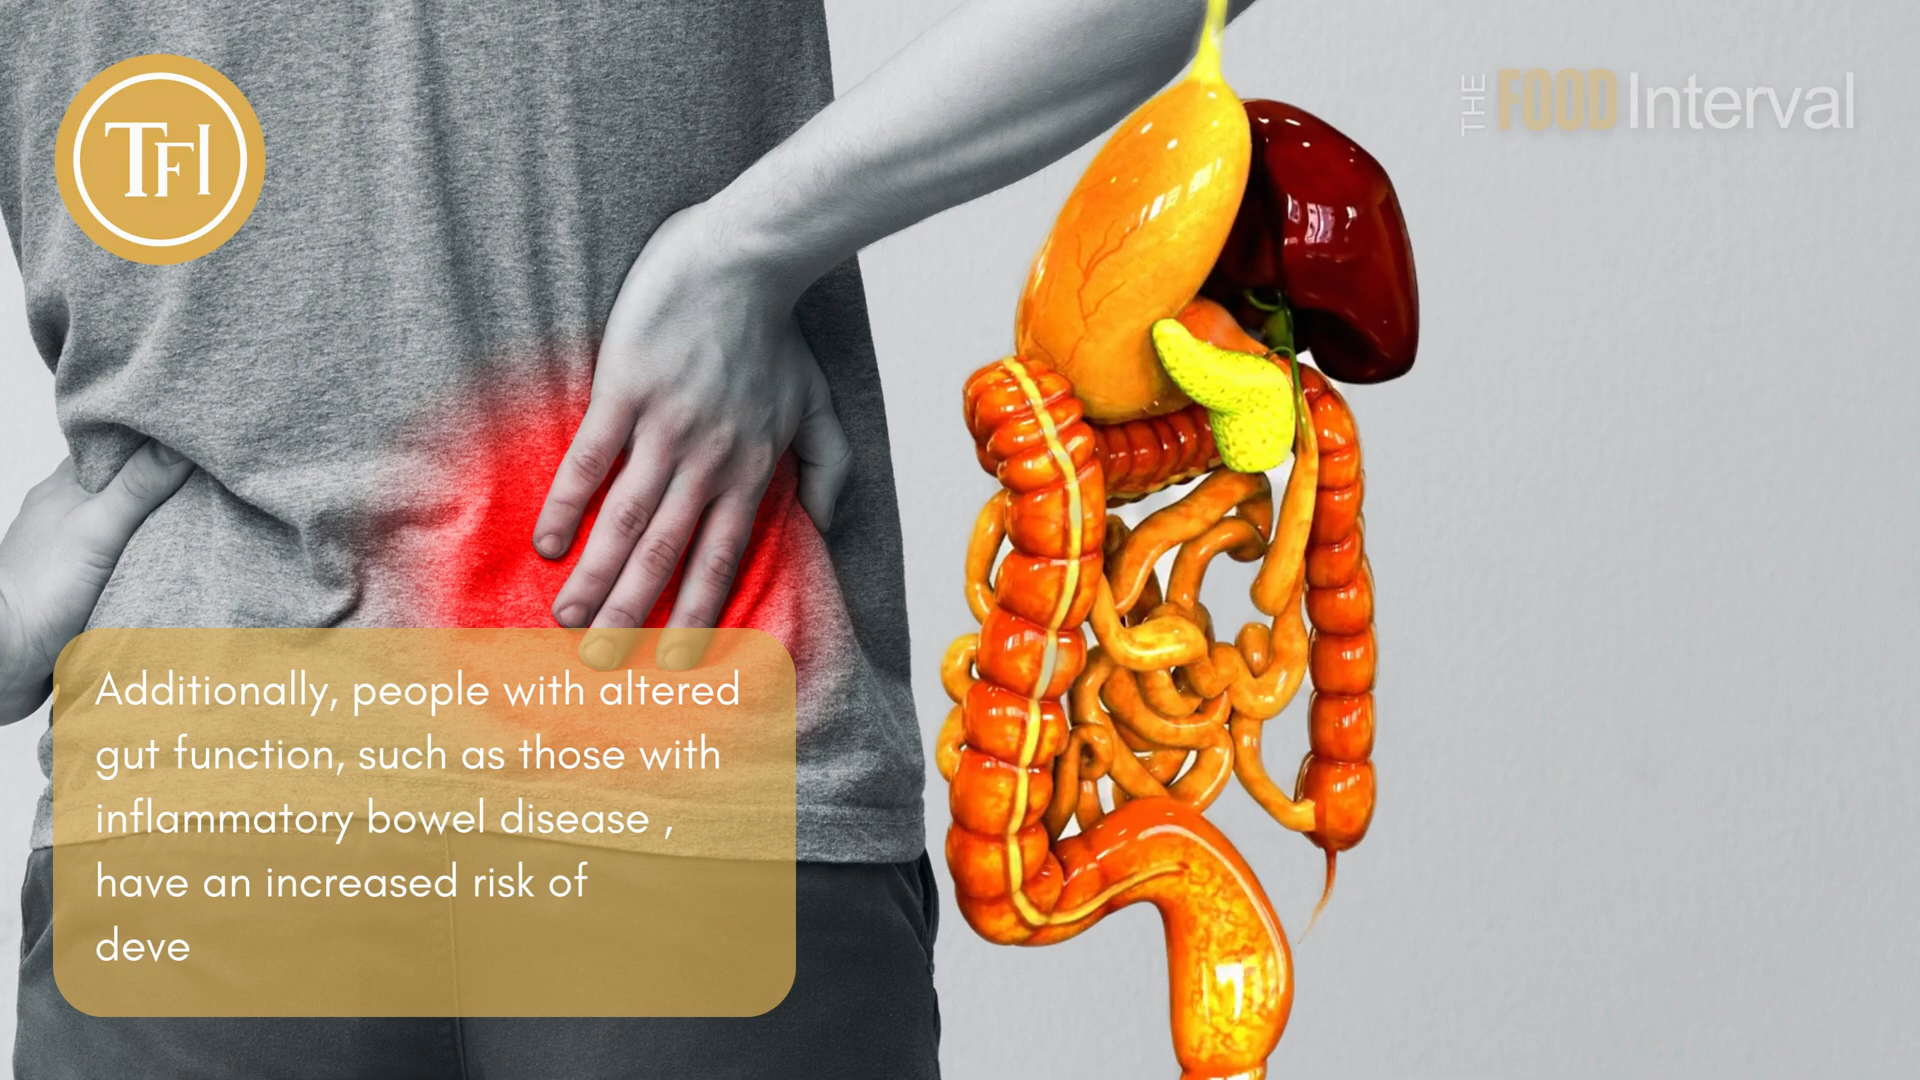 TFI
THE FOOD Interval
Additionally, people with altered
gut function, such as those with
inflammatory bowel disease ,
have an increased risk of
deve